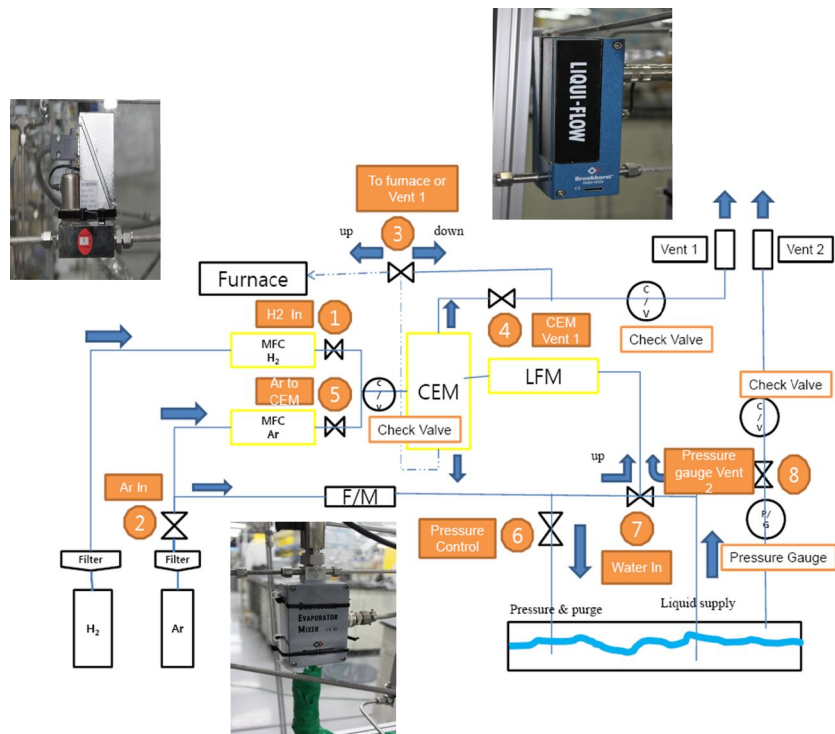 LIQUI-FLOW
Bronkhorst
To furnace or
Vent 1
up
3
down
Vent 1
Vent 2
Furnace
H2 In
1
C
/
V
4
CEM
Vent 1
Check Valve
MFC
H₂
Ar to
CEM
5
C
/
V
CEM
LFM
Check Valve
MFC
Ar
Check Valve
C
/
V
up
Pressure
gauge Vent
2
8
Ar In
2
F/M
Pressure
Control
6
7
Water In
P/
G
Pressure Gauge
Filter
Filter
H₂
Ar
EVAPORATOR
MIXER
Pressure & purge
Liquid supply